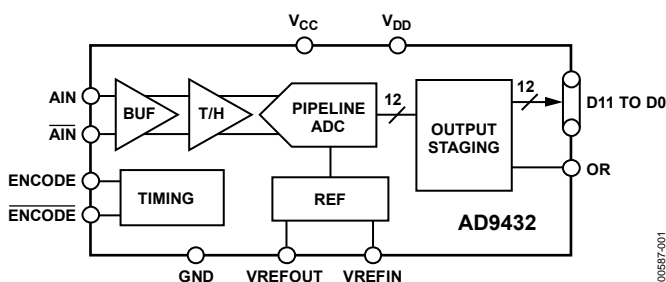 VCC VDD
AIN
AIN
BUF
T/H
PIPELINE
ADC
12
OUTPUT
STAGING
12
D11 TO D0
OR
ENCODE
ENCODE
TIMING
REF
AD9432
GND VREFOUT VREFIN
00587-001